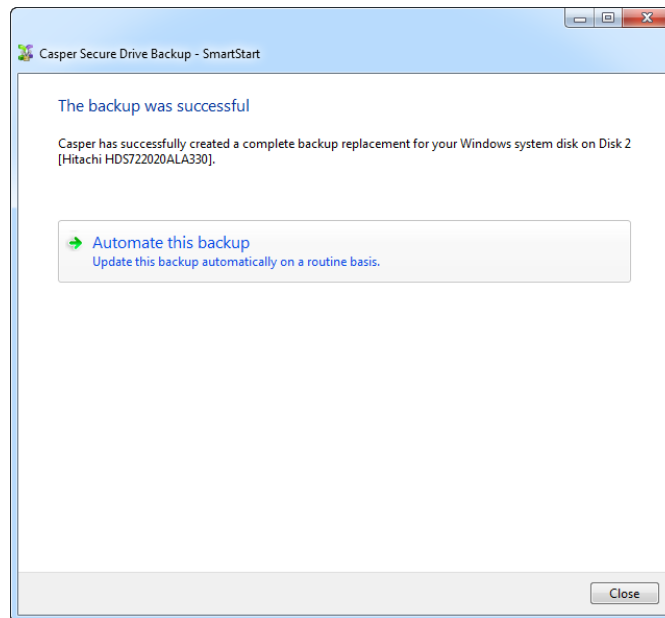 Casper Secure Drive Backup - SmartStart
The backup was successful
Casper has successfully created a complete backup replacement for your Windows system disk on Disk 2
[Hitachi HDS722020ALA330].
Automate this backup
Update this backup automatically on a routine basis.
Close